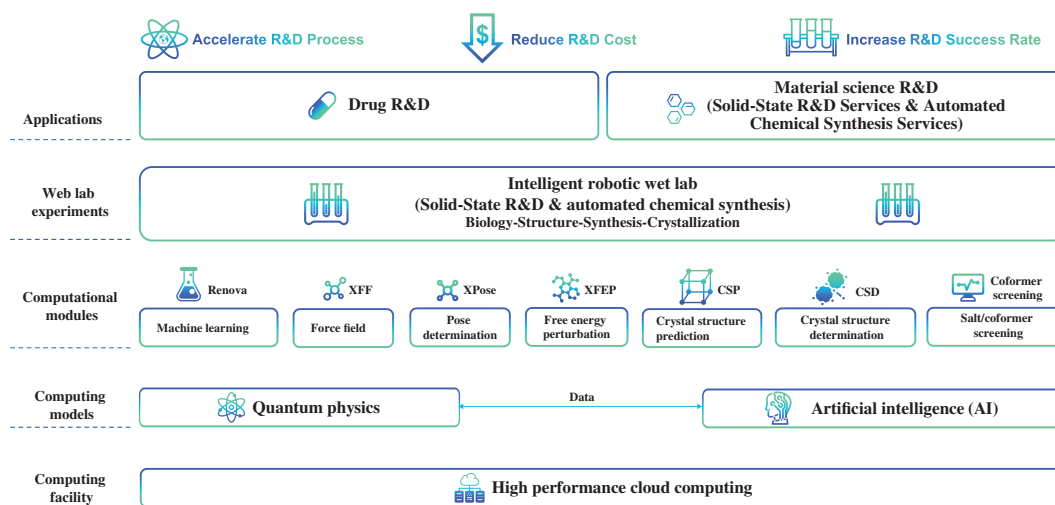 Accelerate R&D Process
$
Reduce R&D Cost
Increase R&D Success Rate
Applications
Drug R&D
Material science R&D
(Solid-State R&D Services & Automated
Chemical Synthesis Services)
Web lab
experiments
Intelligent robotic wet lab
(Solid-State R&D & automated chemical synthesis)
Biology-Structure-Synthesis-Crystallization
Computational
modules
Renova
Machine learning
XFF
Force field
XPose
Pose
determination
XFEP
Free energy
perturbation
CSP
Crystal structure
prediction
CSD
Crystal structure
determination
Coformer
screening
Salt/coformer
screening
Computing
models
Quantum physics
Data
Artificial intelligence (AI)
Computing
facility
High performance cloud computing